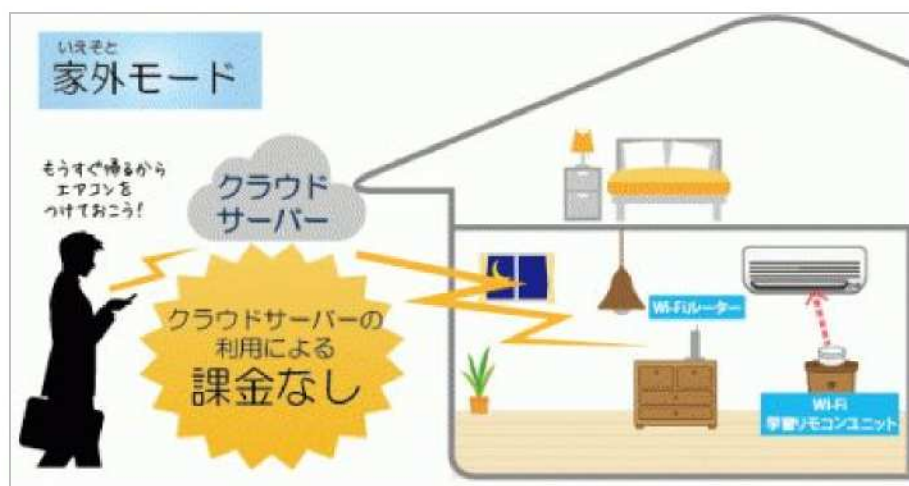 いえそと
家外モード
もうすぐ帰るから
エアコンを
つけておこう!
クラウド
サーバー
クラウドサーバーの
利用による
課金なし
Wi-Fiルーター
Wi-Fi
学習リモコンユニット